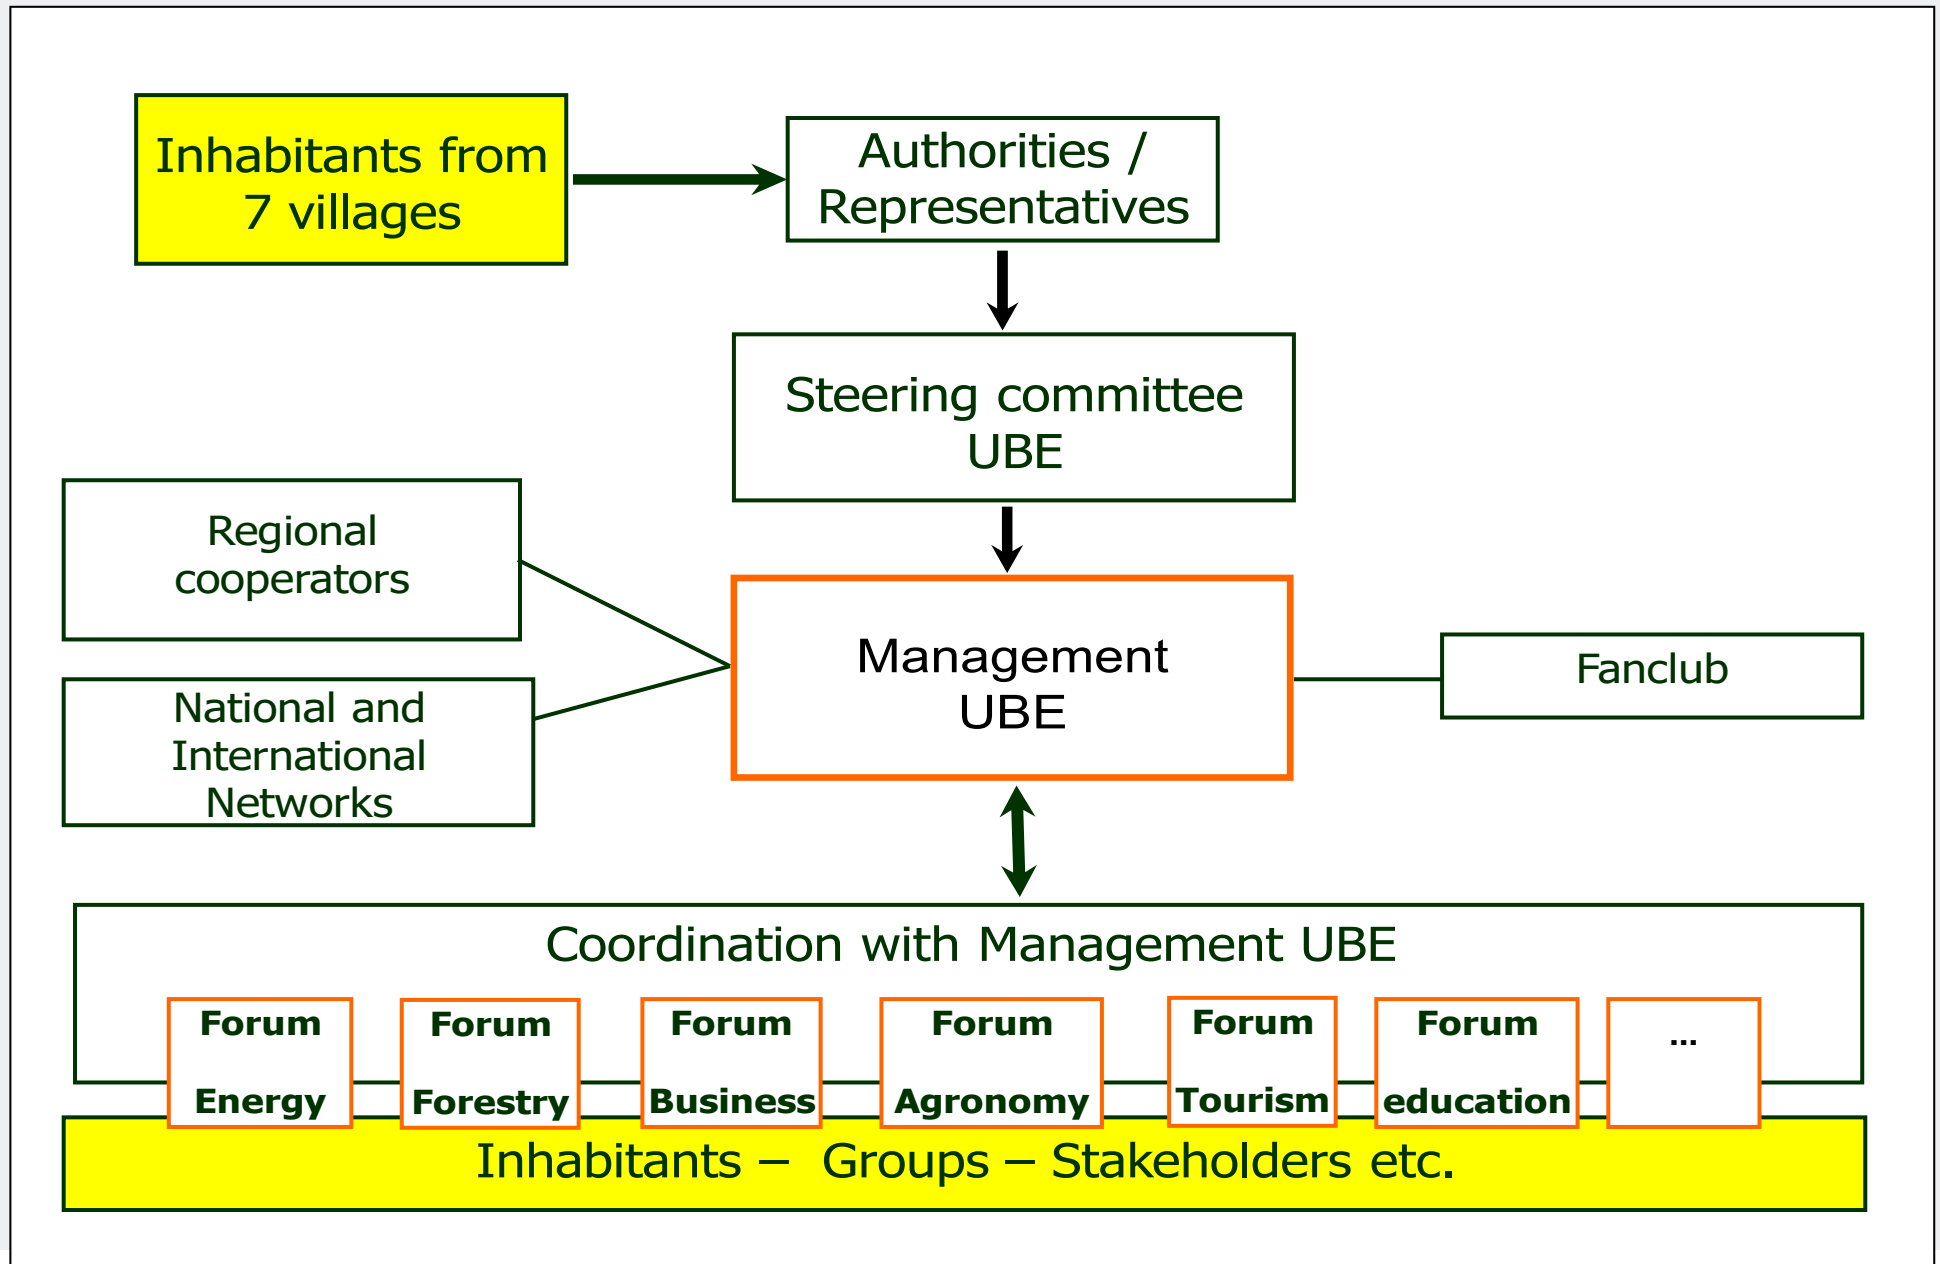 Inhabitants from
7 villages
Authorities /
Representatives
Steering committee
UBE
Regional
cooperators
National and
International
Networks
Management
UBE
Fanclub
Coordination with Management UBE
Forum
Energy
Forum
Forestry
Forum
Business
Forum
Agronomy
Forum
Tourism
Forum
education
...
Inhabitants – Groups – Stakeholders etc.